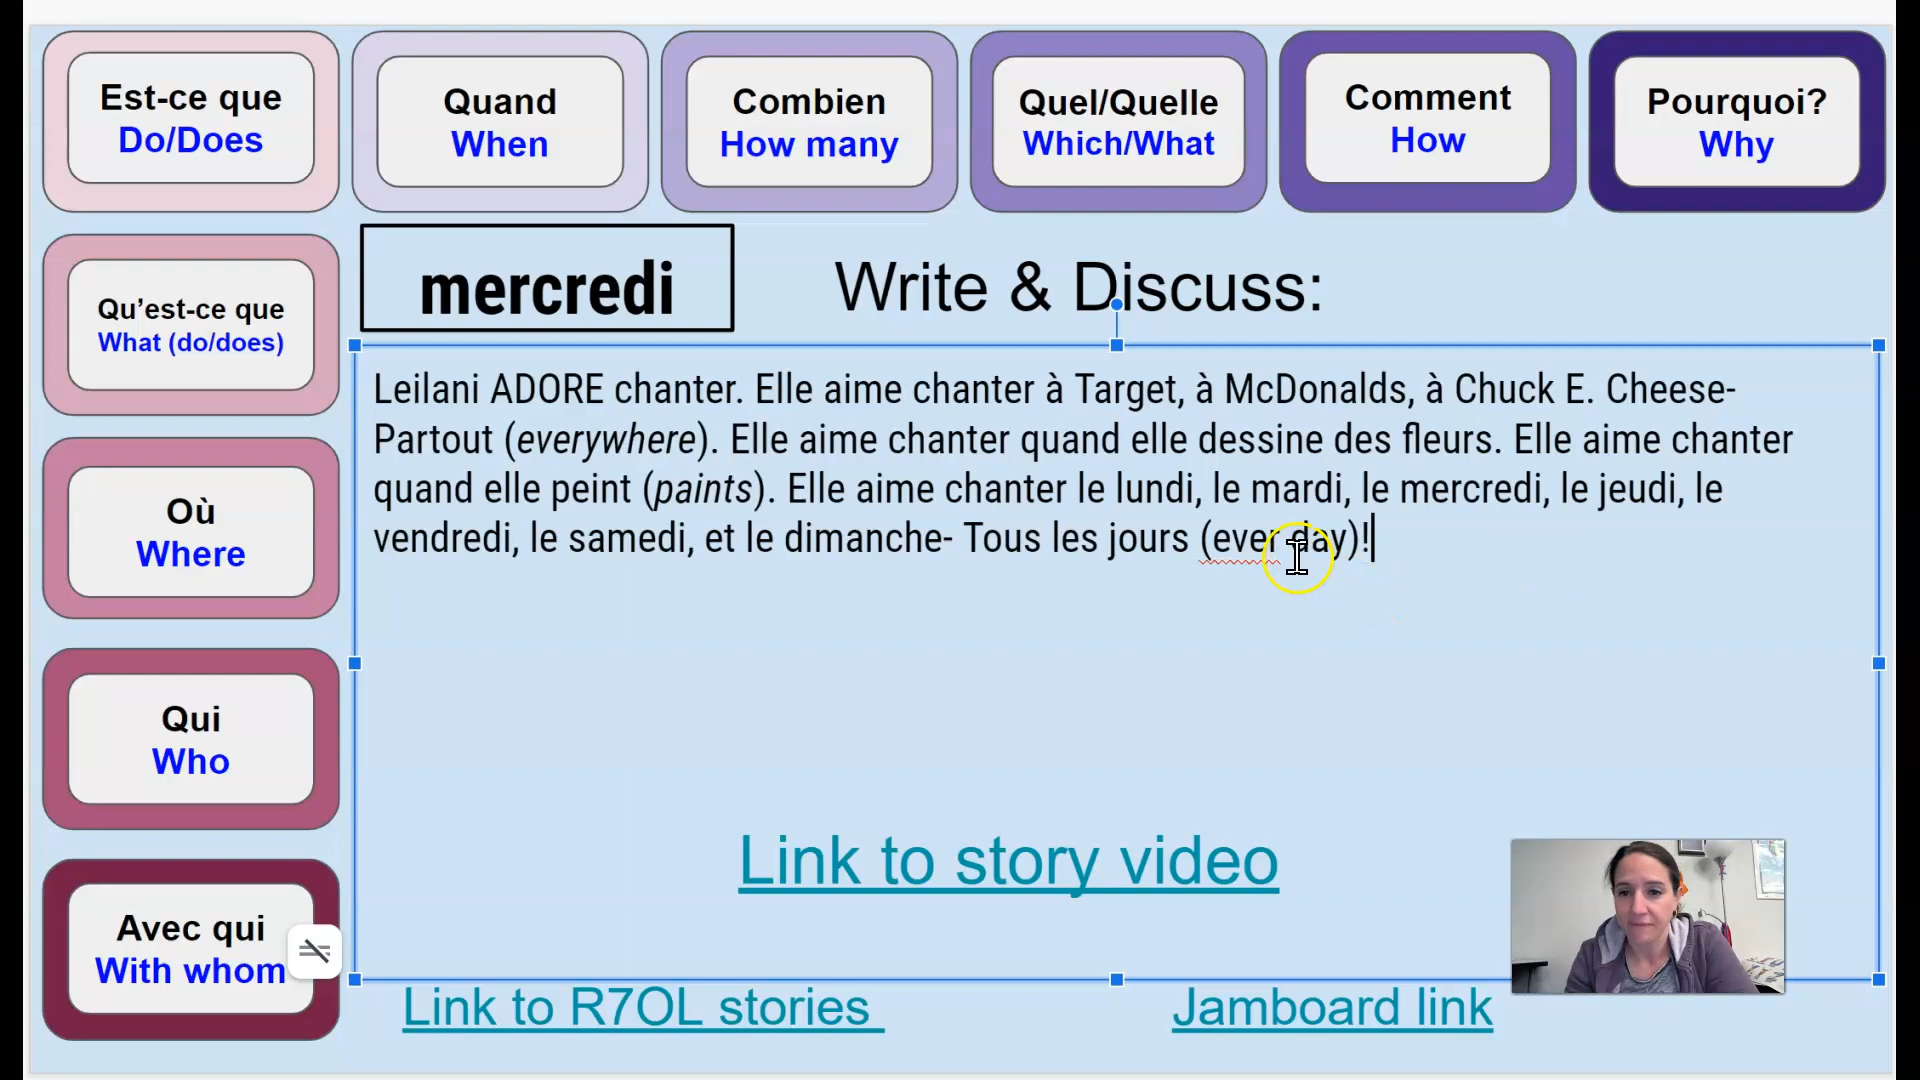 Est-ce que
Do/Does
Quand
When
Combien
How many
Quel/Quelle
Which/What
Comment
How
Pourquoi?
Why
Qu'est-ce que
What (do/does)
Où
Where
Qui
Who
Avec qui
With whom
mercredi
Write & Discuss:
Leilani ADORE chanter. Elle aime chanter à Target, à McDonalds, à Chuck E. Cheese-
Partout (everywhere). Elle aime chanter quand elle dessine des fleurs. Elle aime chanter
quand elle peint (paints). Elle aime chanter le lundi, le mardi, le mercredi, le jeudi, le
vendredi, le samedi, et le dimanche- Tous les jours (ever day)!
Link to story video
Link to R7OL stories
Jamboard link